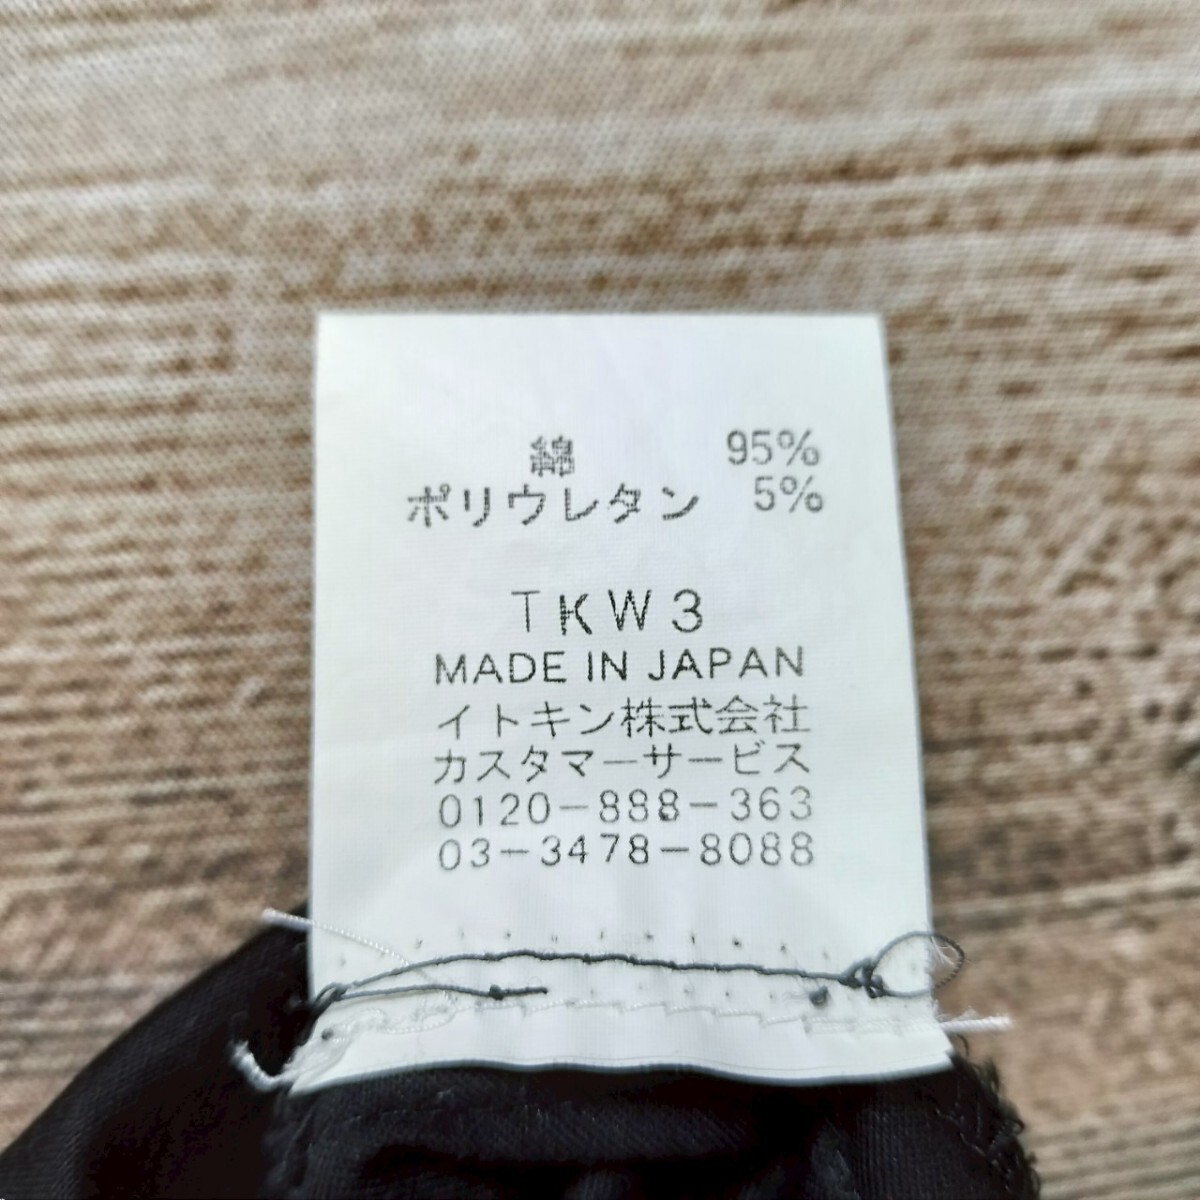 綿 95%
ポリウレタン 5%
TKW3
MADE IN JAPAN
イトキン株式会社
カスタマーサービス
0120-888-363
03-3478-8088